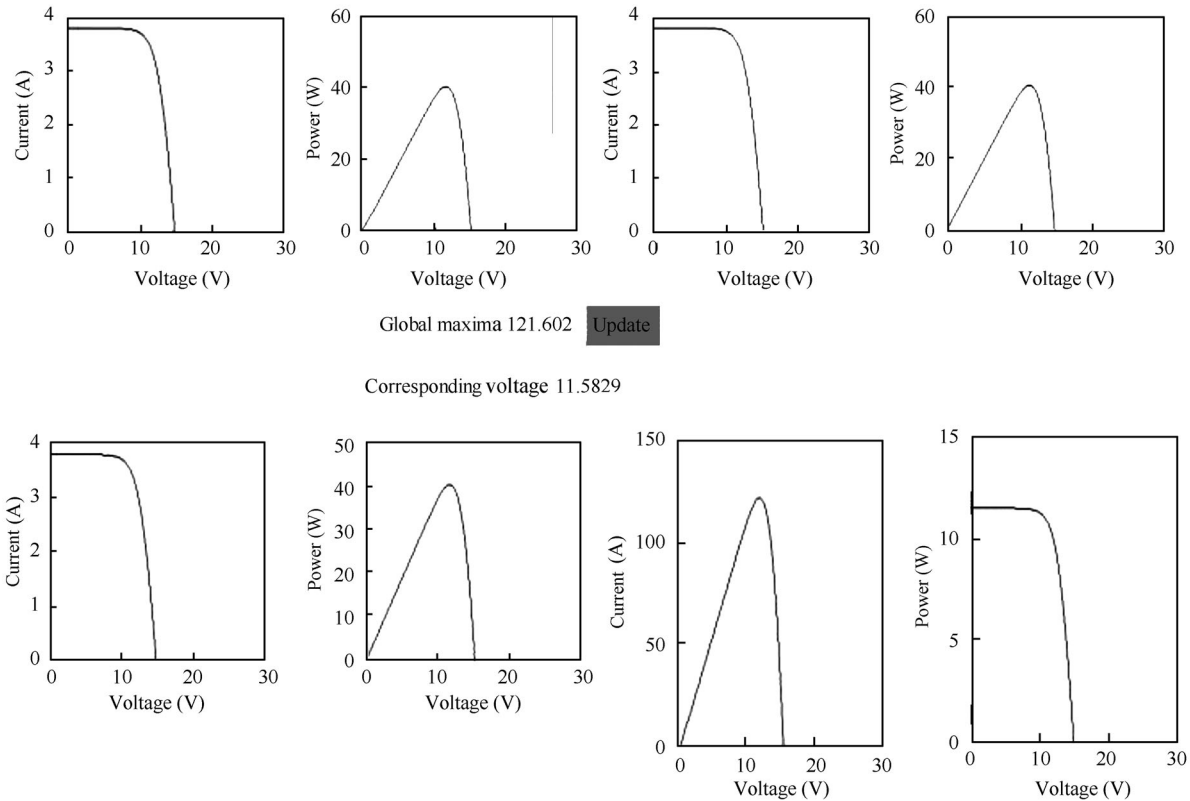 4
3
2
1
0
Current (A)
0 10 20 30
Voltage (V)
60
40
20
0
Power (W)
0 10 20 30
Voltage (V)
4
3
2
1
0
Current (A)
0 10 20 30
Voltage (V)
60
40
20
0
Power (W)
0 10 20 30
Voltage (V)
Global maxima 121.602 Update
Corresponding voltage 11.5829
4
3
2
1
0
Current (A)
0 10 20 30
Voltage (V)
50
40
30
20
10
0
Power (W)
0 10 20 30
Voltage (V)
150
100
50
0
Current (A)
0 10 20 30
Voltage (V)
15
11
5
0
Power (W)
0 10 20 30
Voltage (V)